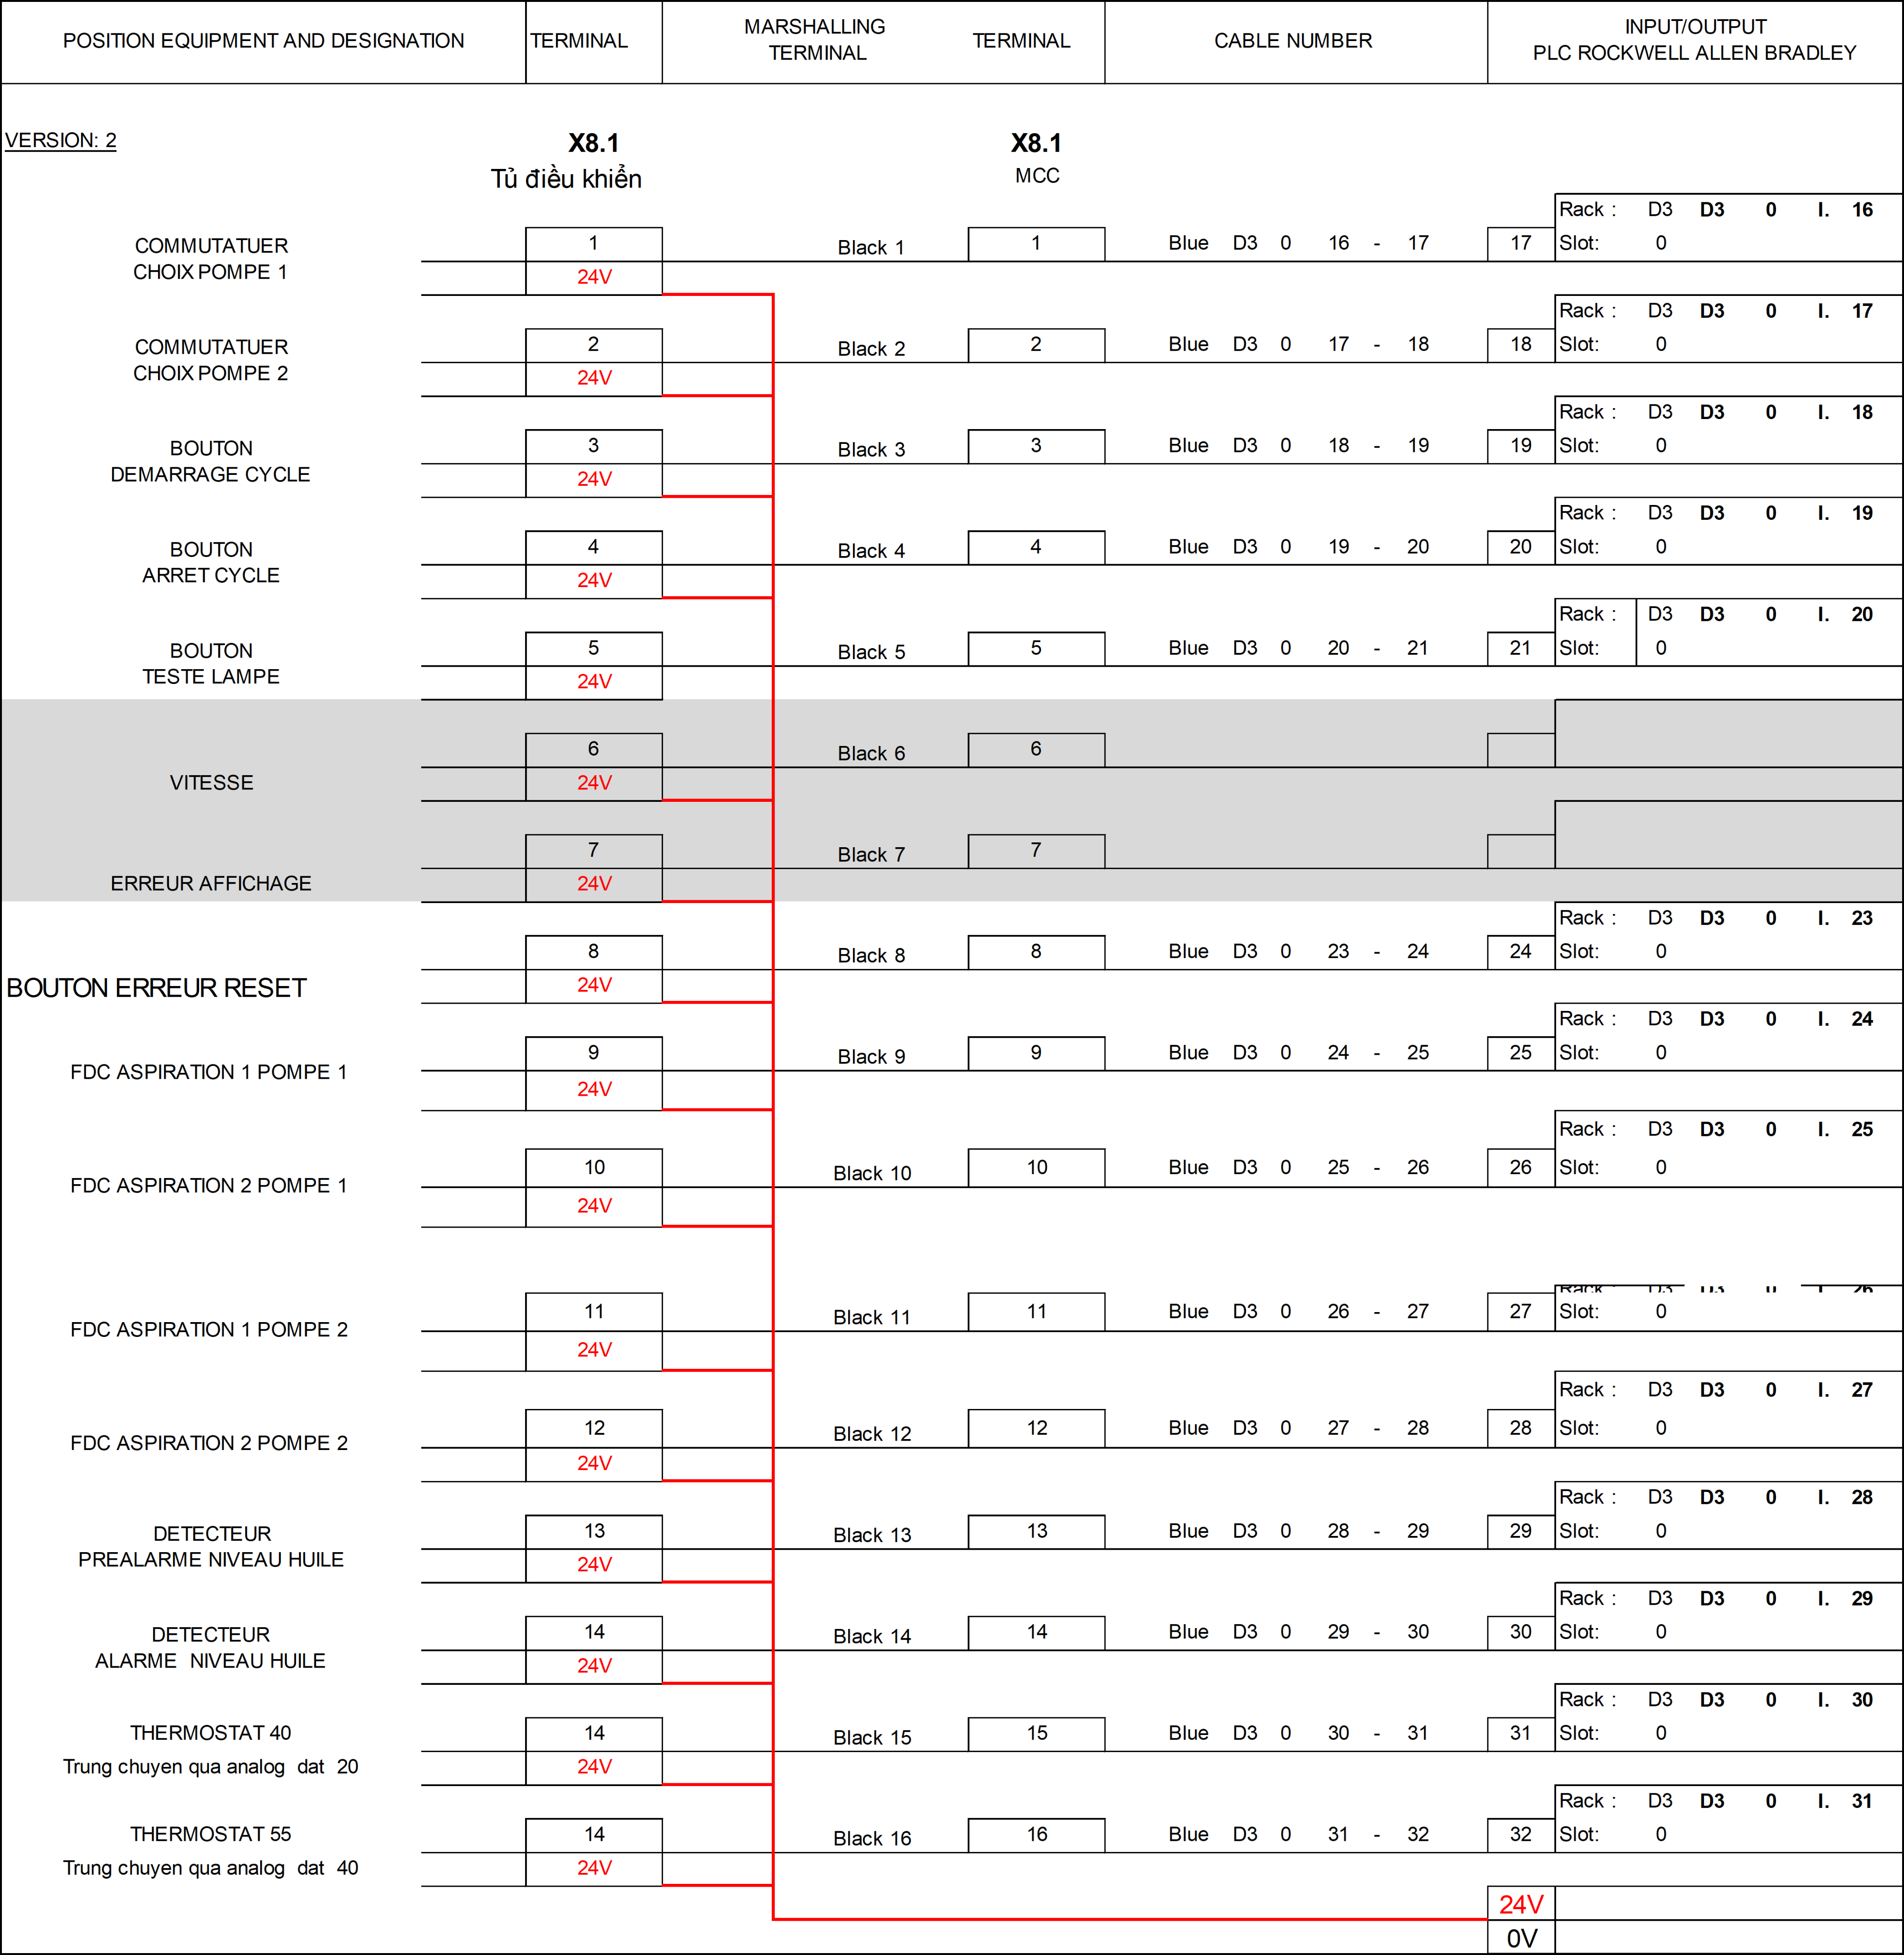 POSITION EQUIPMENT AND DESIGNATION TERMINAL MARSHALLING TERMINAL TERMINAL CABLE NUMBER INPUT/OUTPUT PLC ROCKWELL ALLEN BRADLEY
VERSION: 2 X8.1 X8.1
Tủ điều khiển MCC
Rack : D3 D3 0 I. 16
COMMUTATUER 1 Black 1 1 Blue D3 0 16 - 17 17 Slot: 0
CHOIX POMPE 1 24V
Rack : D3 D3 0 I. 17
COMMUTATUER 2 Black 2 2 Blue D3 0 17 - 18 18 Slot: 0
CHOIX POMPE 2 24V
Rack : D3 D3 0 I. 18
BOUTON 3 Black 3 3 Blue D3 0 18 - 19 19 Slot: 0
DEMARRAGE CYCLE 24V
Rack : D3 D3 0 I. 19
BOUTON 4 Black 4 4 Blue D3 0 19 - 20 20 Slot: 0
ARRET CYCLE 24V
Rack : D3 D3 0 I. 20
BOUTON 5 Black 5 5 Blue D3 0 20 - 21 21 Slot: 0
TESTE LAMPE 24V
6 Black 6 6
VITESSE 24V
7 Black 7 7
ERREUR AFFICHAGE 24V
Rack : D3 D3 0 I. 23
8 Black 8 8 Blue D3 0 23 - 24 24 Slot: 0
BOUTON ERREUR RESET 24V
Rack : D3 D3 0 I. 24
9 Black 9 9 Blue D3 0 24 - 25 25 Slot: 0
FDC ASPIRATION 1 POMPE 1 24V
Rack : D3 D3 0 I. 25
10 Black 10 10 Blue D3 0 25 - 26 26 Slot: 0
FDC ASPIRATION 2 POMPE 1 24V
Rack : D3 D3 0 I. 26
11 Black 11 11 Blue D3 0 26 - 27 27 Slot: 0
FDC ASPIRATION 1 POMPE 2 24V
Rack : D3 D3 0 I. 27
12 Black 12 12 Blue D3 0 27 - 28 28 Slot: 0
FDC ASPIRATION 2 POMPE 2 24V
Rack : D3 D3 0 I. 28
DETECTEUR 13 Black 13 13 Blue D3 0 28 - 29 29 Slot: 0
PREALARME NIVEAU HUILE 24V
Rack : D3 D3 0 I. 29
DETECTEUR 14 Black 14 14 Blue D3 0 29 - 30 30 Slot: 0
ALARME NIVEAU HUILE 24V
Rack : D3 D3 0 I. 30
THERMOSTAT 40 14 Black 15 15 Blue D3 0 30 - 31 31 Slot: 0
Trung chuyen qua analog dat 20 24V
Rack : D3 D3 0 I. 31
THERMOSTAT 55 14 Black 16 16 Blue D3 0 31 - 32 32 Slot: 0
Trung chuyen qua analog dat 40 24V
24V
0V